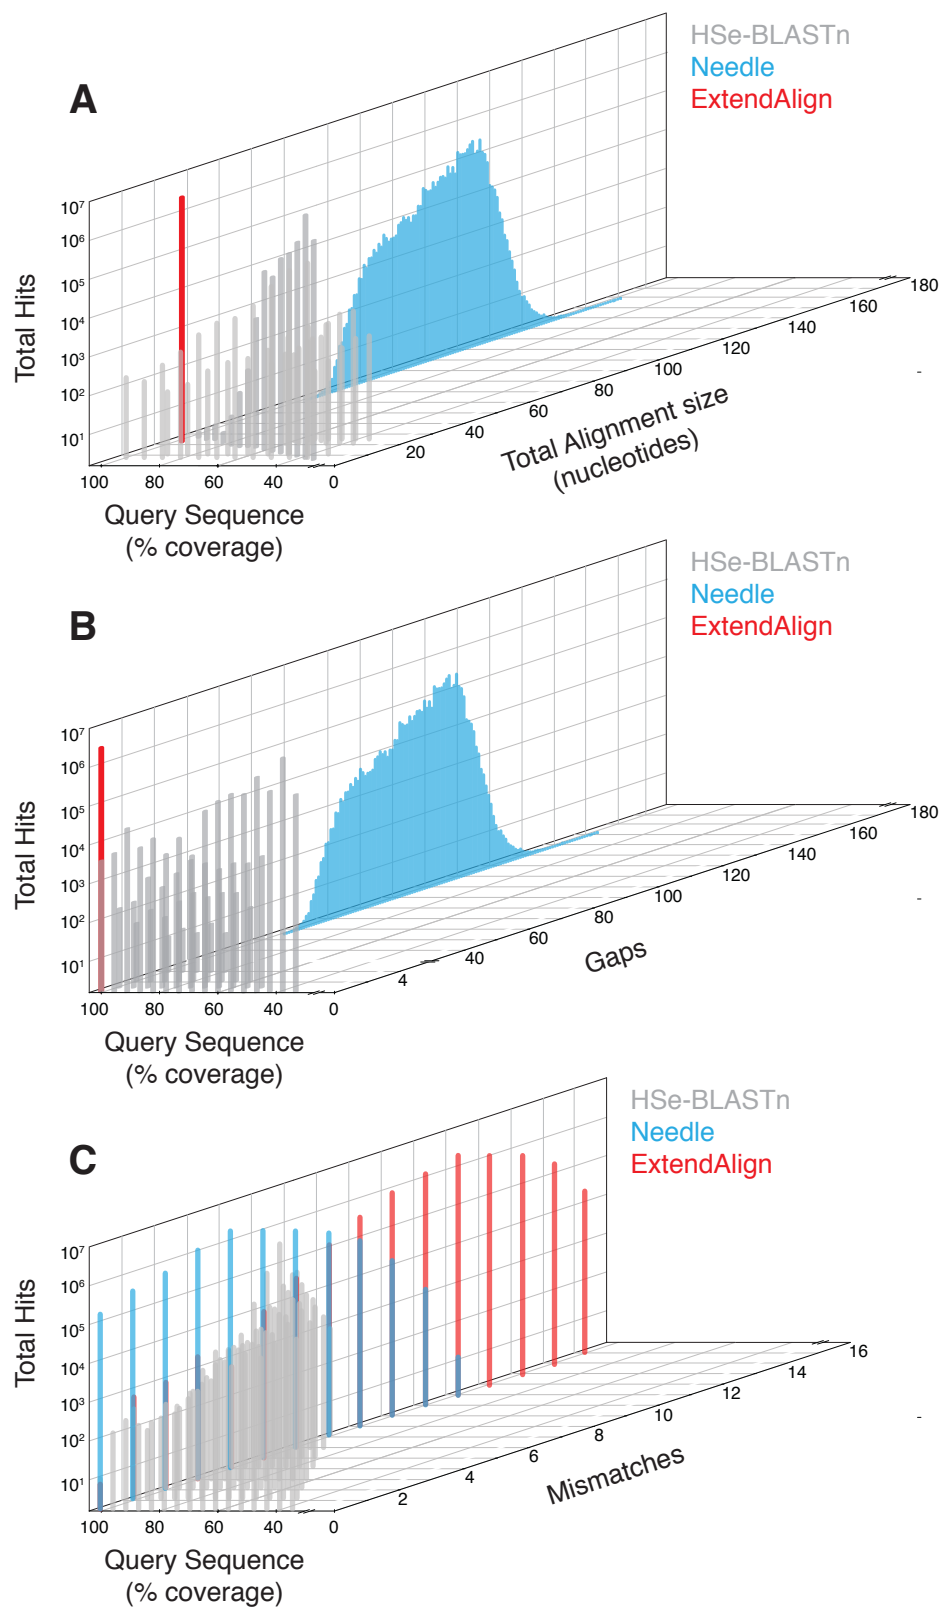 A
HSe-BLASTn
Needle
ExtendAlign
Total Hits
10⁷
10⁶
10⁵
10⁴
10³
10²
10¹
100 80 60 40 0
Query Sequence
(% coverage)
20 40 60 80 100 120 140 160 180
Total Alignment size
(nucleotides)
-
B
HSe-BLASTn
Needle
ExtendAlign
Total Hits
10⁷
10⁶
10⁵
10⁴
10³
10²
10¹
100 80 60 40 0
Query Sequence
(% coverage)
4 40 60 80 100 120 140 160 180
Gaps
-
C
HSe-BLASTn
Needle
ExtendAlign
Total Hits
10⁷
10⁶
10⁵
10⁴
10³
10²
10¹
100 80 60 40 0
Query Sequence
(% coverage)
2 4 6 8 10 12 14 16
Mismatches
-